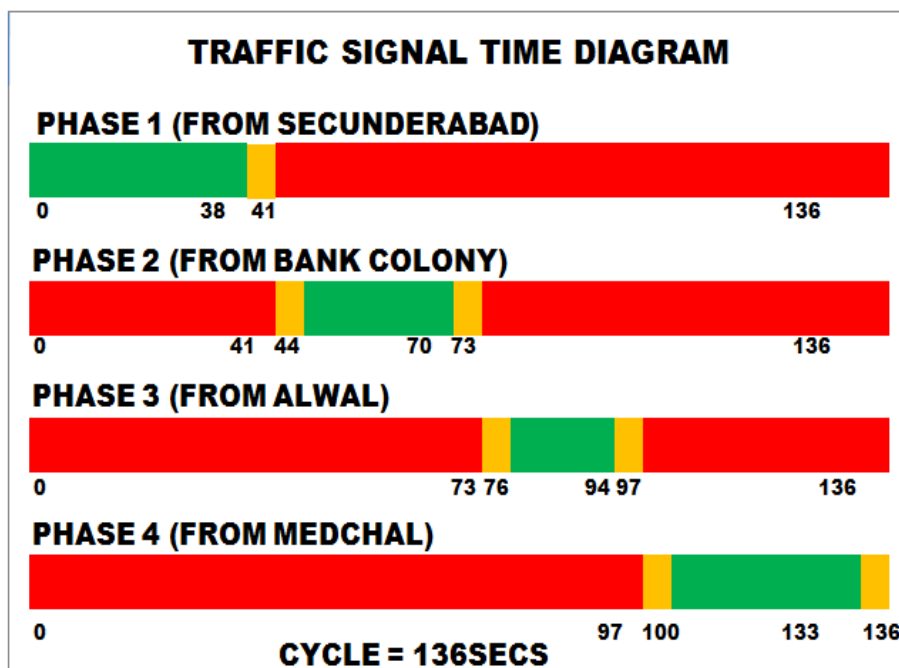 TRAFFIC SIGNAL TIME DIAGRAM
PHASE 1 (FROM SECUNDERABAD)
0 38 41 136
PHASE 2 (FROM BANK COLONY)
0 41 44 70 73 136
PHASE 3 (FROM ALWAL)
0 73 76 94 97 136
PHASE 4 (FROM MEDCHAL)
0 97 100 133 136
CYCLE = 136SECS